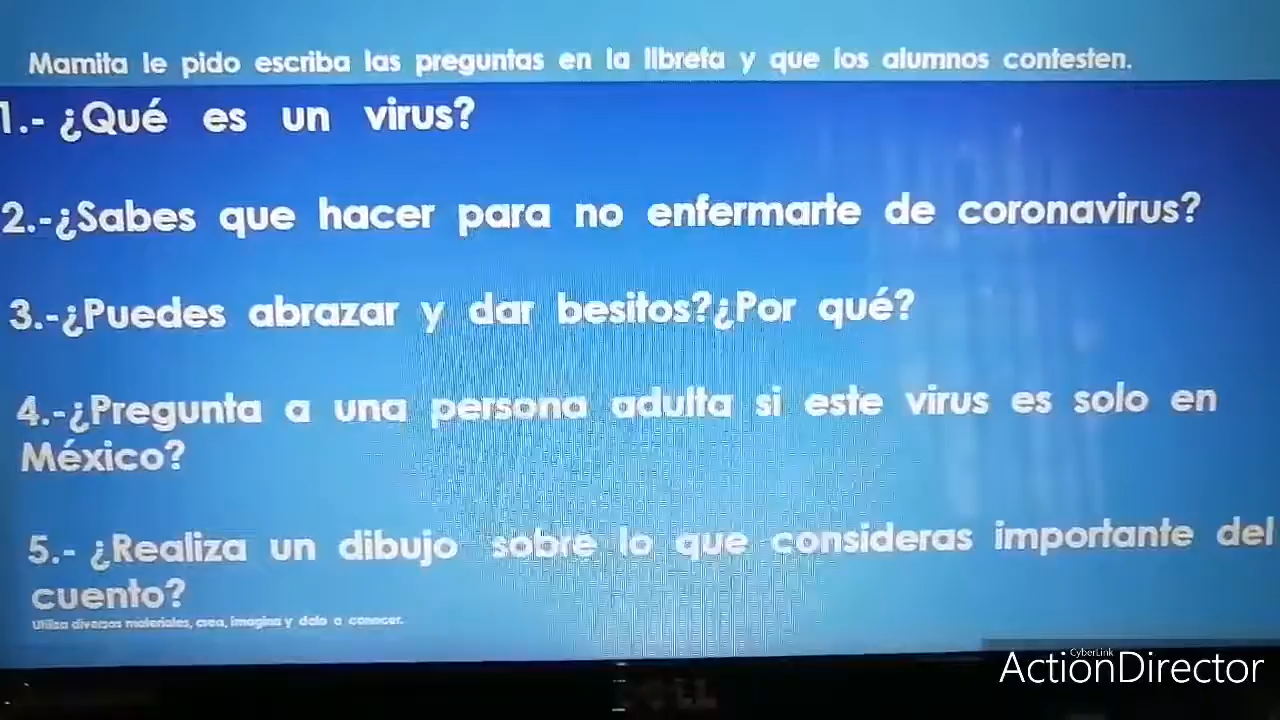 Mamita le pido escriba las preguntas en la libreta y que los alumnos contesten.
1.- ¿Qué es un virus?
2.-¿Sabes que hacer para no enfermarte de coronavirus?
3.-¿Puedes abrazar y dar besitos?¿Por qué?
4.-¿Pregunta a una persona adulta si este virus es solo en
México?
5.- ¿Realiza un dibujo sobre lo que consideras importante del
cuento?
Utiliza diversos materiales, crea, imagina y dalo a conocer.
CyberLink
ActionDirector